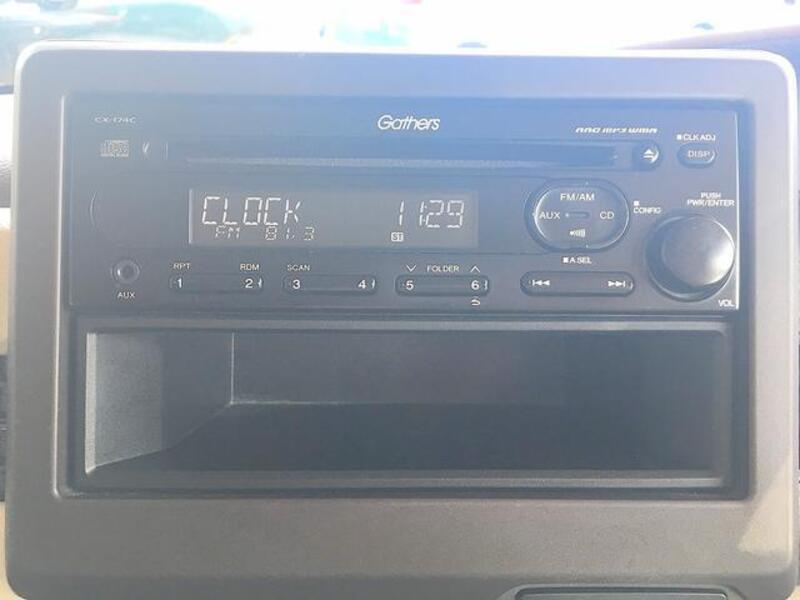 CX-174C
Gathers
AAC MP3 WMA
CLK ADJ
DISP
CLOCK 11:29
FM 81.3 ST
FM/AM
AUX CD
CONFIG
PUSH
PWR/ENTER
A.SEL
VOL
AUX
RPT RDM SCAN FOLDER
1 2 3 4 5 6